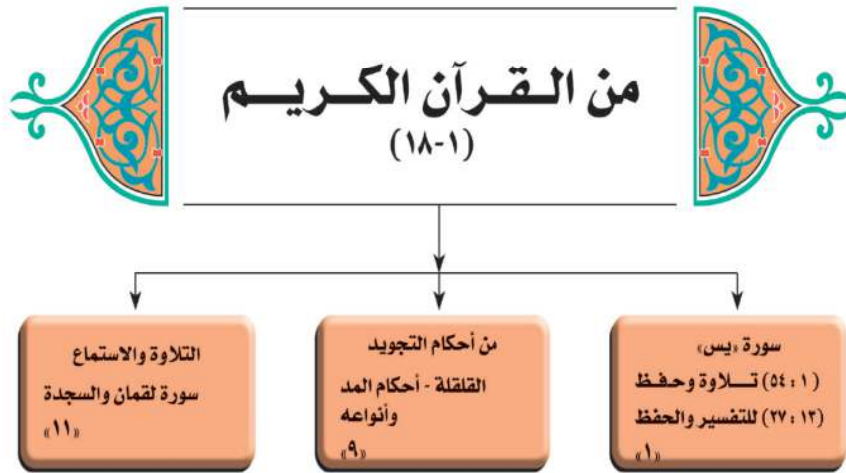 من القرآن الكريم
(١-١٨)
سورة «يس»
(١ : ٥٤) تلاوة وحفظ
(١٣ : ٢٧) للتفسير والحفظ
«١»
من أحكام التجويد
القلقلة - أحكام المد
وأنواعه
«٩»
التلاوة والاستماع
سورة لقمان والسجدة
«١١»